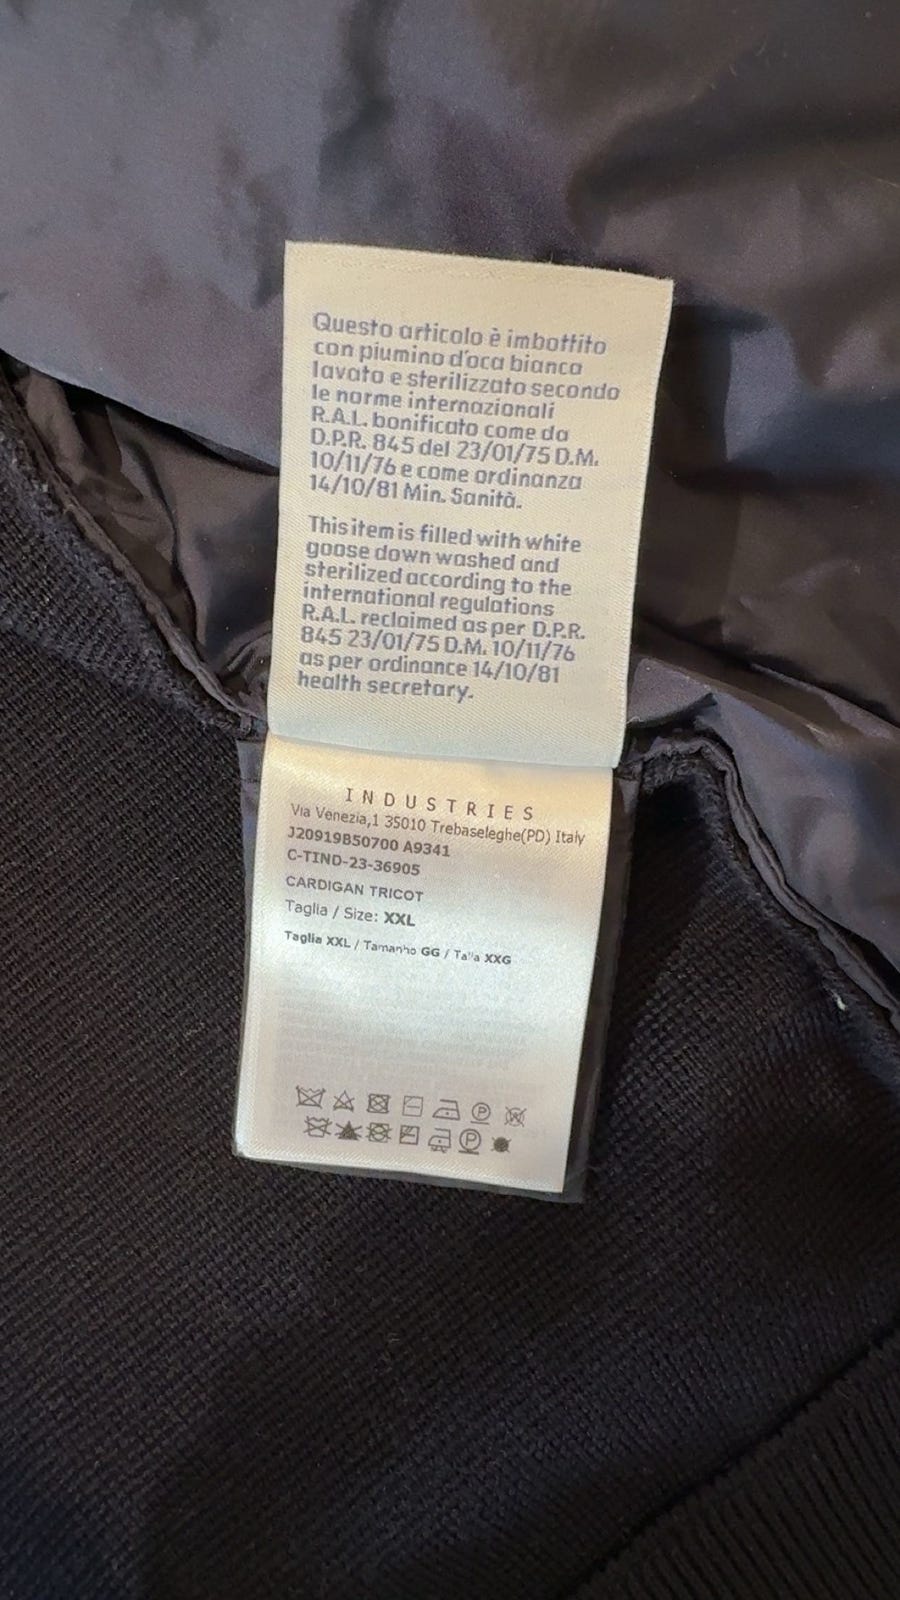 Questo articolo è imbottito
con piumino d'oca bianca
lavato e sterilizzato secondo
le norme internazionali
R.A.L. bonificato come da
D.P.R. 845 del 23/01/75 D.M.
10/11/76 e come ordinanza
14/10/81 Min. Sanità.
This item is filled with white
goose down washed and
sterilized according to the
international regulations
R.A.L. reclaimed as per D.P.R.
845 23/01/75 D.M. 10/11/76
as per ordinance 14/10/81
health secretary.
INDUSTRIES
Via Venezia,1 35010 Trebaseleghe(PD) Italy
J20919B50700 A9341
C-TIND-23-36905
CARDIGAN TRICOT
Taglia / Size: XXL
Taglia XXL / Tamanho GG / Talla XXG